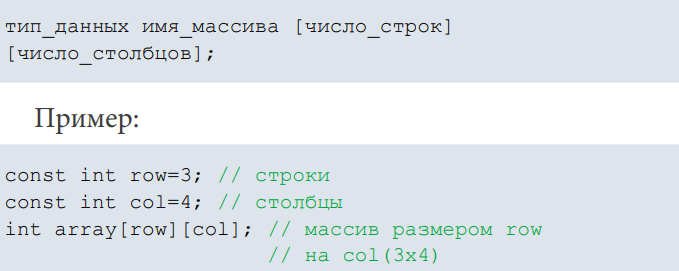 тип_данных имя_массива [число_строк]
[число_столбцов];
Пример:
const int row=3; // строки
const int col=4; // столбцы
int array[row][col]; // массив размером row
// на col(3x4)